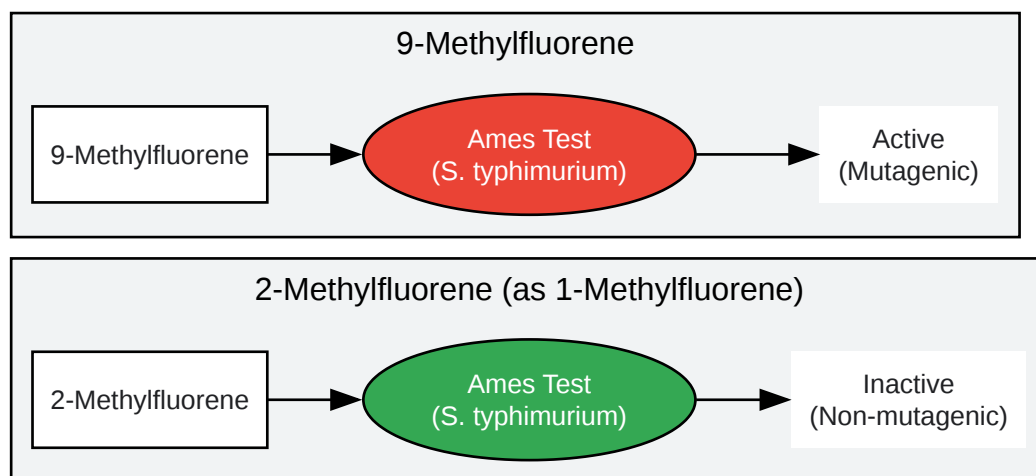 9-Methylfluorene
9-Methylfluorene
Ames Test
(S. typhimurium)
Active
(Mutagenic)
2-Methylfluorene (as 1-Methylfluorene)
2-Methylfluorene
Ames Test
(S. typhimurium)
Inactive
(Non-mutagenic)